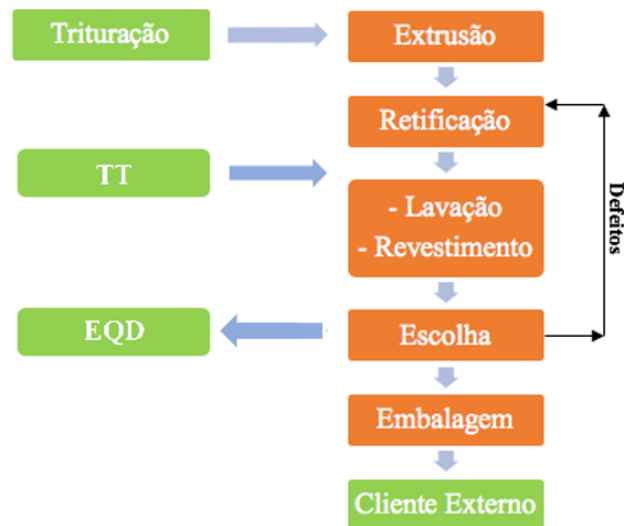 Trituração
Extrusão
Retificação
TT
- Lavação
- Revestimento
Defeitos
EQD
Escolha
Embalagem
Cliente Externo